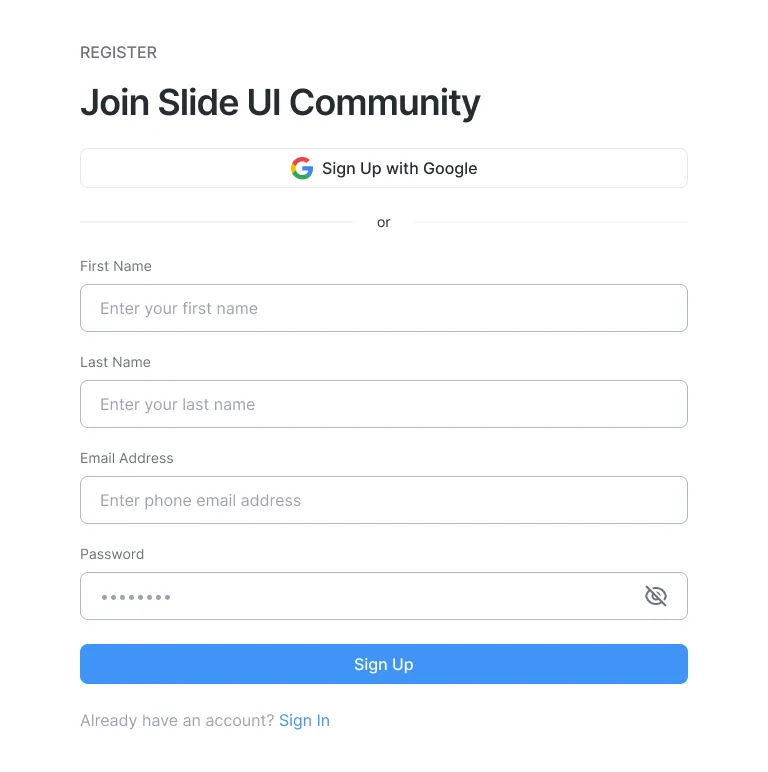 REGISTER
Join Slide UI Community
Sign Up with Google
or
First Name
Enter your first name
Last Name
Enter your last name
Email Address
Enter phone email address
Password
••••••••
Sign Up
Already have an account? Sign In